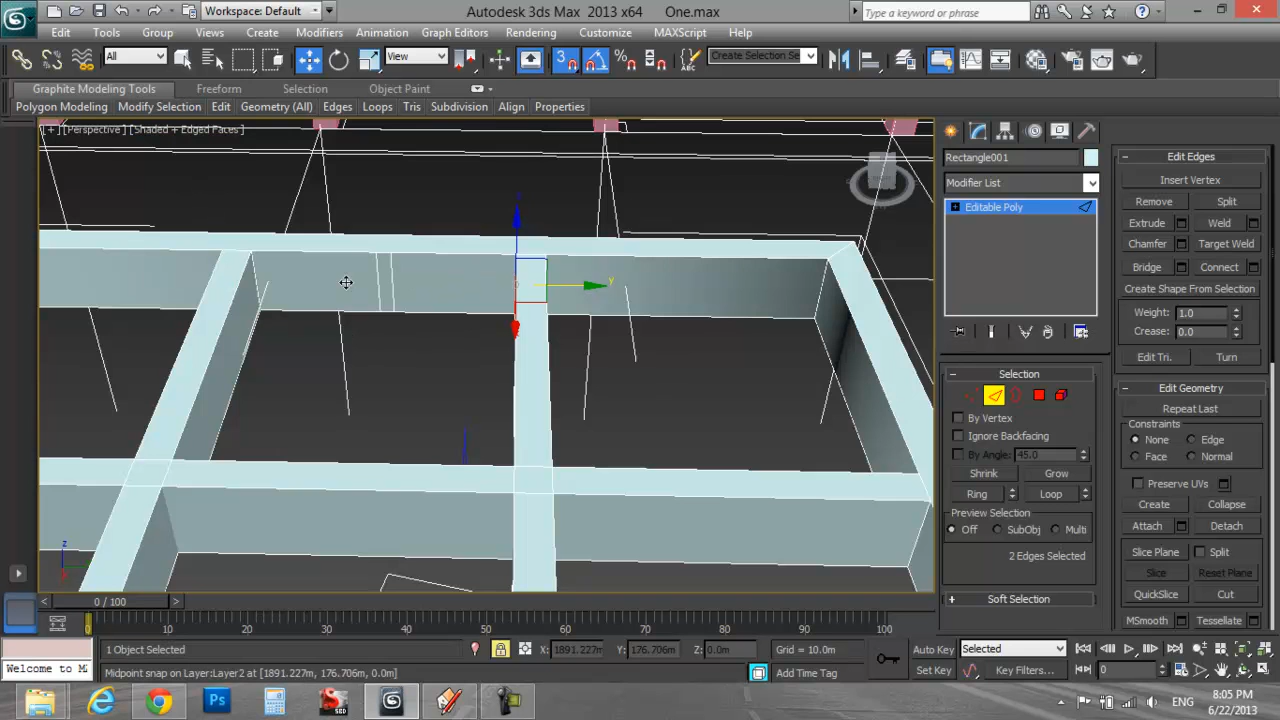 Workspace: Default
Autodesk 3ds Max 2013 x64 One.max
Type a keyword or phrase
Edit Tools Group Views Create Modifiers Animation Graph Editors Rendering Customize MAXScript Help
All View 3 Create Selection Se
Graphite Modeling Tools Freeform Selection Object Paint
Polygon Modeling Modify Selection Edit Geometry (All) Edges Loops Tris Subdivision Align Properties
[+] [Perspective] [Shaded + Edged Faces]
Rectangle001
Modifier List
Editable Poly
Selection
By Vertex
Ignore Backfacing
By Angle: 45.0
Shrink Grow
Ring Loop
Preview Selection
Off SubObj Multi
2 Edges Selected
Soft Selection
Edit Edges
Insert Vertex
Remove Split
Extrude Weld
Chamfer Target Weld
Bridge Connect
Create Shape From Selection
Weight: 1.0
Crease: 0.0
Edit Tri. Turn
Edit Geometry
Repeat Last
Constraints
None Edge
Face Normal
Preserve UVs
Create Collapse
Attach Detach
Slice Plane Split
Slice Reset Plane
QuickSlice Cut
MSmooth Tessellate
y
z
0 / 100
0 10 20 30 40 50 60 70 80 90 100
1 Object Selected X: 1891.227m Y: 176.706m Z: 0.0m Grid = 10.0m Auto Key Selected
Welcome to M Midpoint snap on Layer:Layer2 at [1891.227m, 176.706m, 0.0m] Add Time Tag Set Key Key Filters... 0
Ps
ENG
8:05 PM
6/22/2013